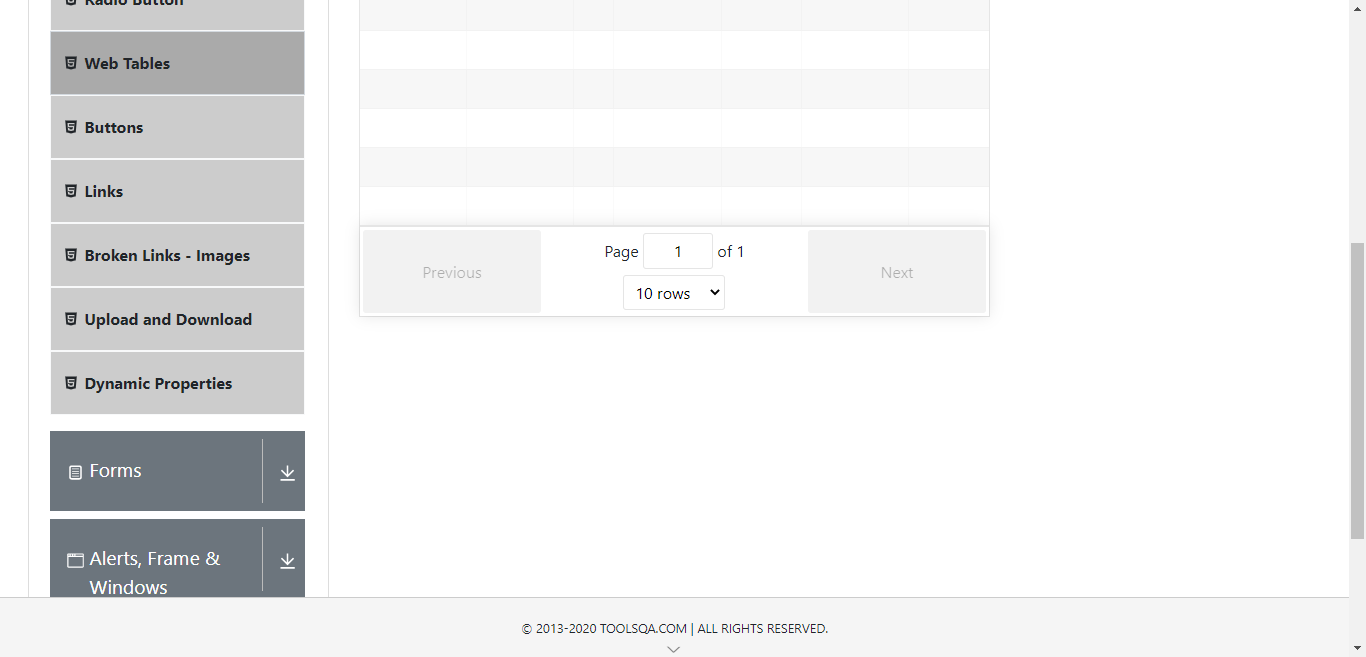 Radio Button
Web Tables
Buttons
Links
Broken Links - Images
Upload and Download
Dynamic Properties
Forms
Alerts, Frame &
Windows
Previous
Page 1 of 1
10 rows
Next
© 2013-2020 TOOLSQA.COM | ALL RIGHTS RESERVED.